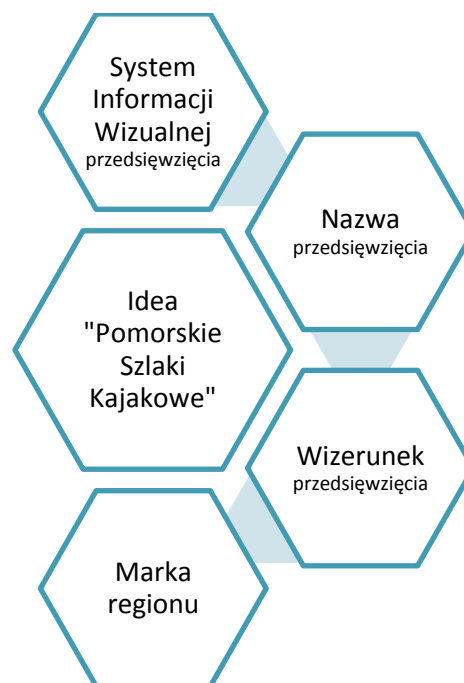 System
Informacji
Wizualnej
przedsięwzięcia
Nazwa
przedsięwzięcia
Idea
"Pomorskie
Szlaki
Kajakowe"
Wizerunek
przedsięwzięcia
Marka
regionu